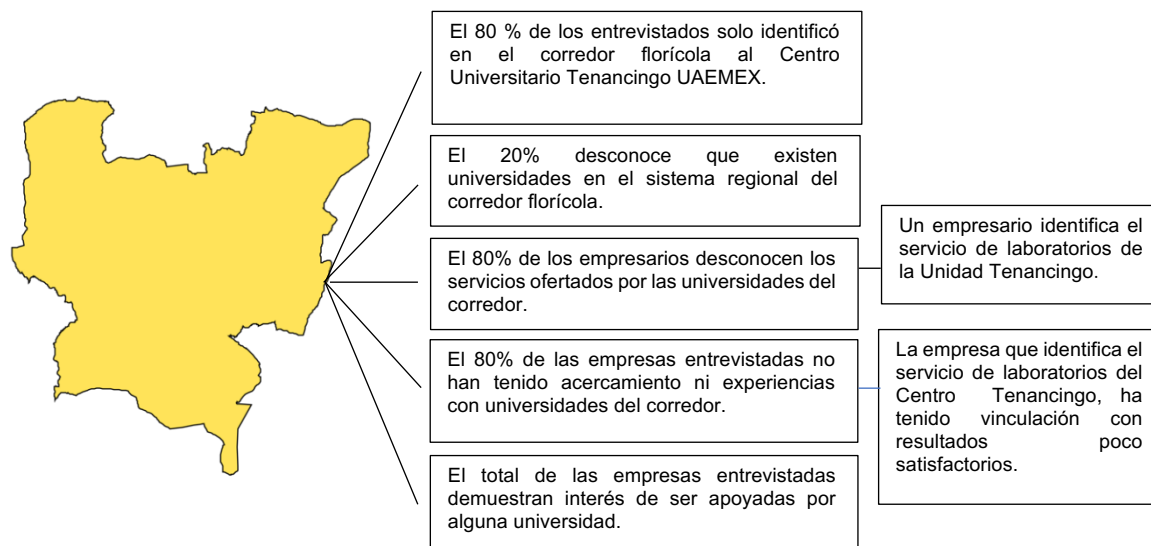 El 80 % de los entrevistados solo identificó
en el corredor florícola al Centro
Universitario Tenancingo UAEMEX.
El 20% desconoce que existen
universidades en el sistema regional del
corredor florícola.
El 80% de los empresarios desconocen los
servicios ofertados por las universidades del
corredor.
Un empresario identifica el
servicio de laboratorios de
la Unidad Tenancingo.
El 80% de las empresas entrevistadas no
han tenido acercamiento ni experiencias
con universidades del corredor.
La empresa que identifica el
servicio de laboratorios del
Centro Tenancingo, ha
tenido vinculación con
resultados poco
satisfactorios.
El total de las empresas entrevistadas
demuestran interés de ser apoyadas por
alguna universidad.